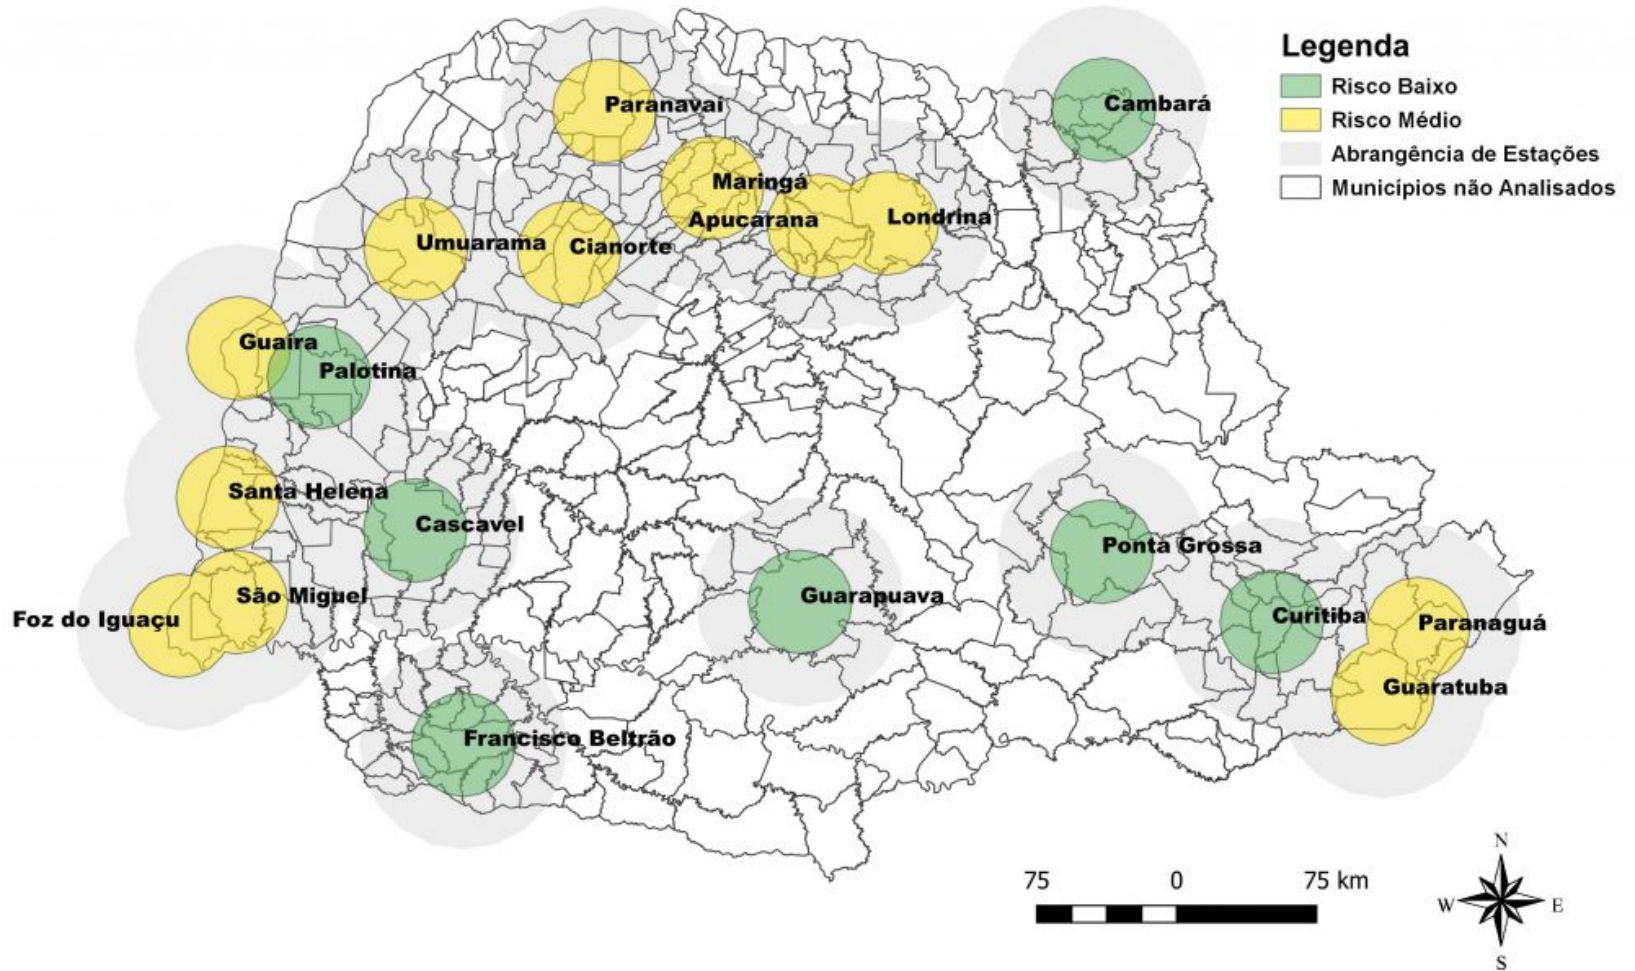 Legenda
Risco Baixo
Risco Médio
Abrangência de Estações
Municípios não Analisados
Paranavaí
Cambará
Maringá
Apucarana
Londrina
Umuarama
Cianorte
Guaíra
Palotina
Santa Helena
Cascavel
São Miguel
Foz do Iguaçu
Guarapuava
Ponta Grossa
Curitiba
Paranaguá
Guaratuba
Francisco Beltrão
75 0 75 km
N
W E
S